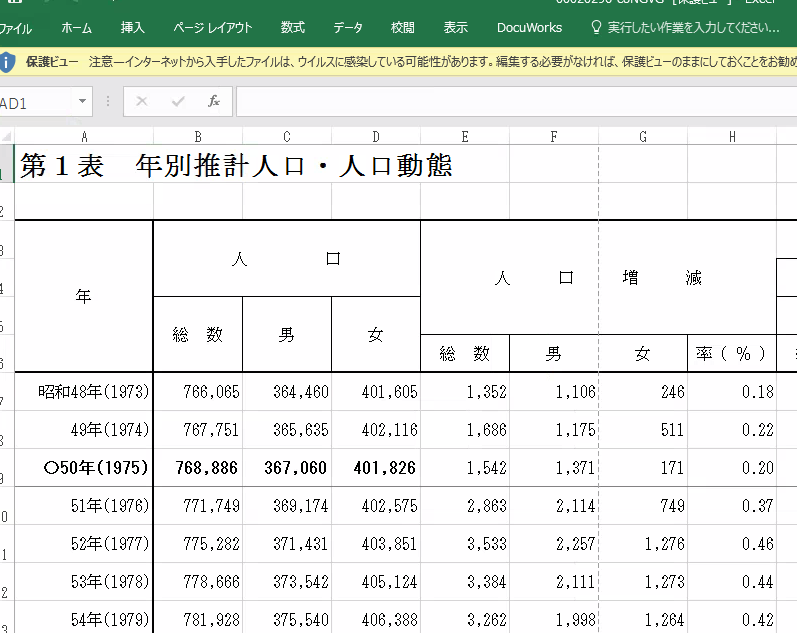 ファイル ホーム 挿入 ページ レイアウト 数式 データ 校閲 表示 DocuWorks 実行したい作業を入力してください...
保護ビュー 注意—インターネットから入手したファイルは、ウイルスに感染している可能性があります。編集する必要がなければ、保護ビューのままにしておくことをお勧め
AD1 fx
A B C D E F G H
第１表 年別推計人口・人口動態
年 人口 人口増減
総数 男 女 総数 男 女 率(%)
昭和48年(1973) 766,065 364,460 401,605 1,352 1,106 246 0.18
49年(1974) 767,751 365,635 402,116 1,686 1,175 511 0.22
〇50年(1975) 768,886 367,060 401,826 1,542 1,371 171 0.20
51年(1976) 771,749 369,174 402,575 2,863 2,114 749 0.37
52年(1977) 775,282 371,431 403,851 3,533 2,257 1,276 0.46
53年(1978) 778,666 373,542 405,124 3,384 2,111 1,273 0.44
54年(1979) 781,928 375,540 406,388 3,262 1,998 1,264 0.42